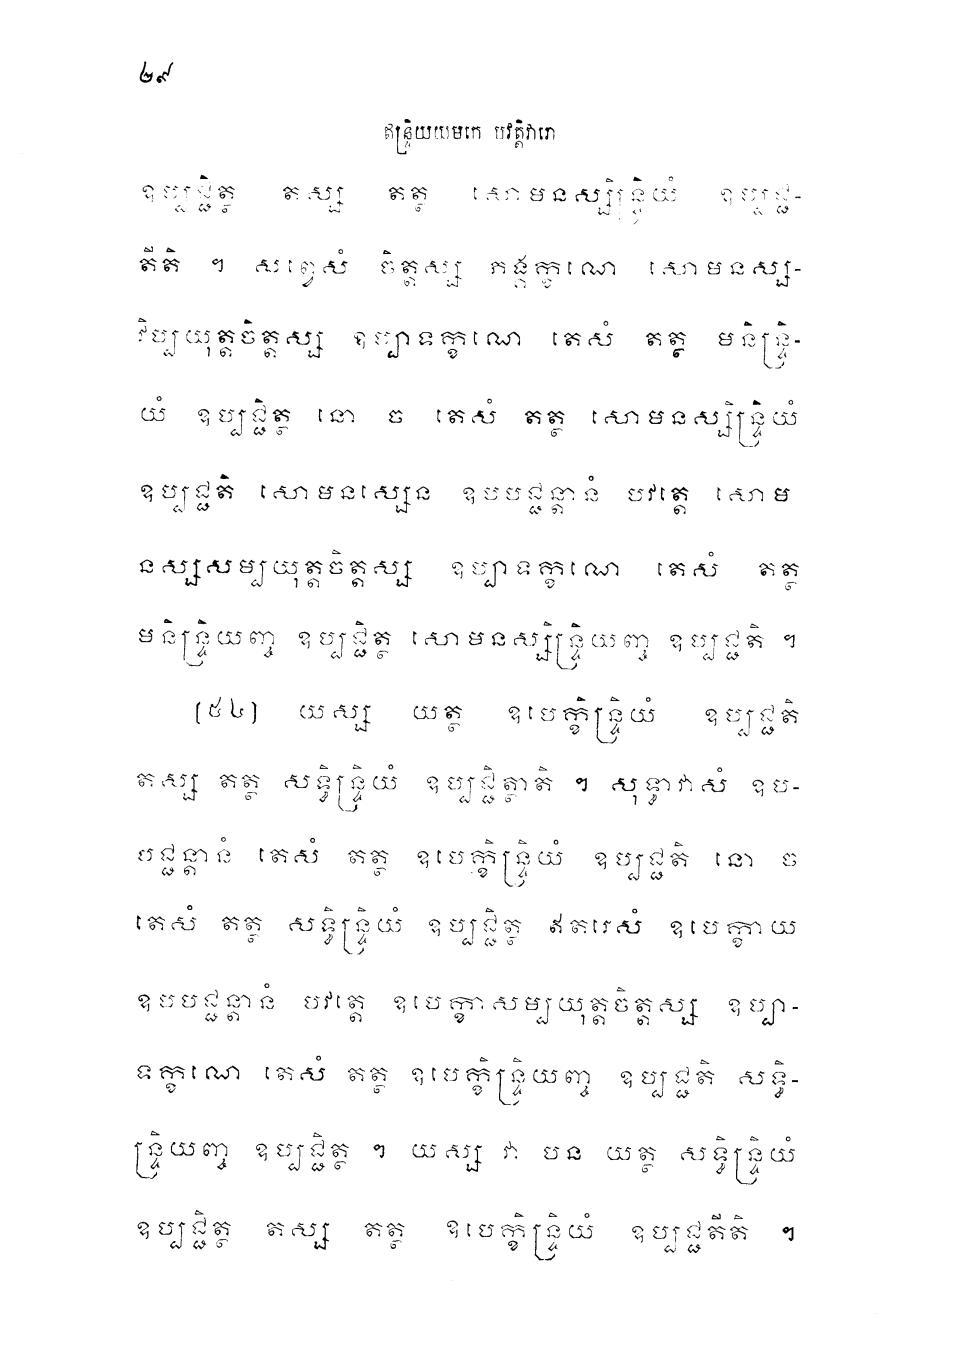 ២៩
ឥន្ទ្រិយយមកេ បវត្តិវារោ
ឧប្បជ្ជិត្ថ តស្ស តត្ថ សោមនស្សិន្ទ្រិយំ ឧប្បជ្ជ-
តីតិ ។ សព្វេសំ ចិត្តស្ស ភង្គក្ខណេ សោមនស្ស-
វិប្បយុត្តចិត្តស្ស ឧប្បាទក្ខណេ តេសំ តត្ថ មនិន្ទ្រិ-
យំ ឧប្បជ្ជិត្ថ នោ ច តេសំ តត្ថ សោមនស្សិន្ទ្រិយំ
ឧប្បជ្ជតិ សោមនស្សេន ឧបបជ្ជន្តានំ បវត្តេ សោម
នស្សសម្បយុត្តចិត្តស្ស ឧប្បាទក្ខណេ តេសំ តត្ថ
មនិន្ទ្រិយញ្ច ឧប្បជ្ជិត្ថ សោមនស្សិន្ទ្រិយញ្ច ឧប្បជ្ជតិ ។
[៥៤] យស្ស យត្ថ ឧបេក្ខិន្ទ្រិយំ ឧប្បជ្ជតិ
តស្ស តត្ថ សទ្ធិន្ទ្រិយំ ឧប្បជ្ជិត្ថាតិ ។ សុទ្ធាវាសំ ឧប-
បជ្ជន្តានំ តេសំ តត្ថ ឧបេក្ខិន្ទ្រិយំ ឧប្បជ្ជតិ នោ ច
តេសំ តត្ថ សទ្ធិន្ទ្រិយំ ឧប្បជ្ជិត្ថ ឥតរេសំ ឧបេក្ខាយ
ឧបបជ្ជន្តានំ បវត្តេ ឧបេក្ខាសម្បយុត្តចិត្តស្ស ឧប្បា-
ទក្ខណេ តេសំ តត្ថ ឧបេក្ខិន្ទ្រិយញ្ច ឧប្បជ្ជតិ សទ្ធិ-
ន្ទ្រិយញ្ច ឧប្បជ្ជិត្ថ ។ យស្ស វា បន យត្ថ សទ្ធិន្ទ្រិយំ
ឧប្បជ្ជិត្ថ តស្ស តត្ថ ឧបេក្ខិន្ទ្រិយំ ឧប្បជ្ជតីតិ ។